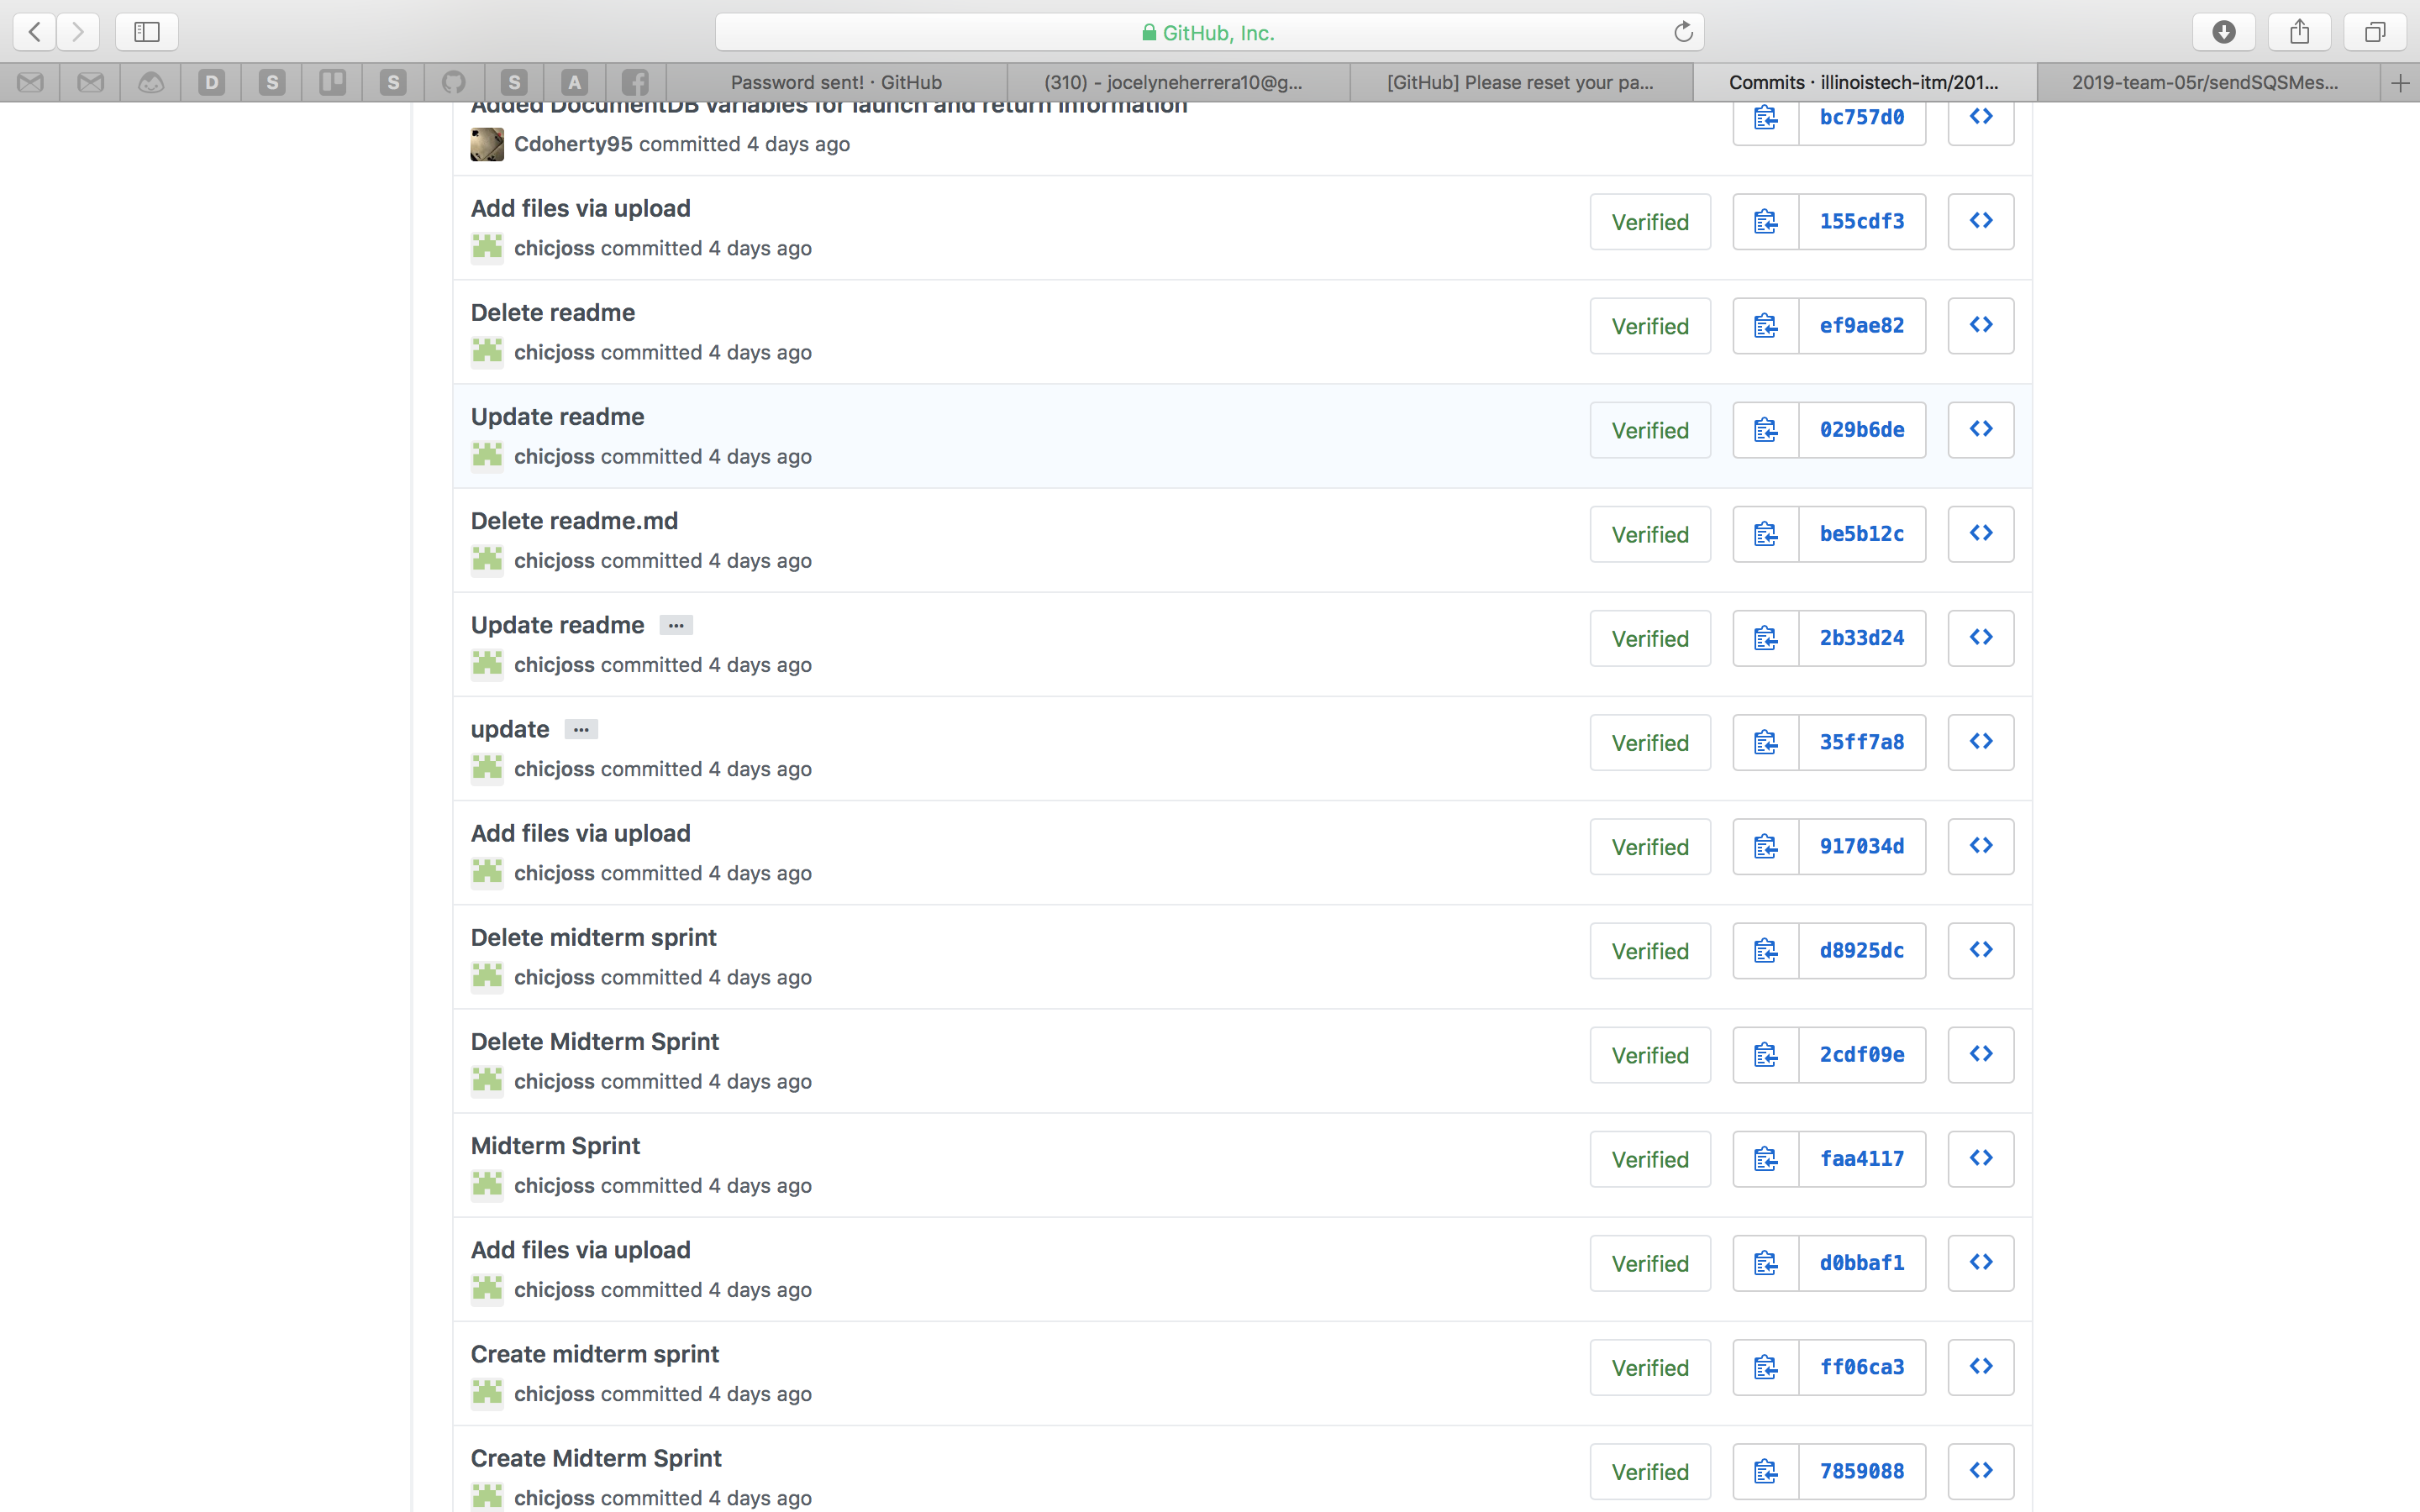 GitHub, Inc.
D
S
S
S
A
Password sent! · GitHub
(310) - jocelyneherrera10@g...
[GitHub] Please reset your pa...
Commits · illinoistech-itm/201...
2019-team-05r/sendSQSMes...
Added DocumentDB variables for launch and return information
bc757d0
Cdoherty95 committed 4 days ago
Add files via upload
Verified
155cdf3
chicjoss committed 4 days ago
Delete readme
Verified
ef9ae82
chicjoss committed 4 days ago
Update readme
Verified
029b6de
chicjoss committed 4 days ago
Delete readme.md
Verified
be5b12c
chicjoss committed 4 days ago
Update readme ...
Verified
2b33d24
chicjoss committed 4 days ago
update ...
Verified
35ff7a8
chicjoss committed 4 days ago
Add files via upload
Verified
917034d
chicjoss committed 4 days ago
Delete midterm sprint
Verified
d8925dc
chicjoss committed 4 days ago
Delete Midterm Sprint
Verified
2cdf09e
chicjoss committed 4 days ago
Midterm Sprint
Verified
faa4117
chicjoss committed 4 days ago
Add files via upload
Verified
d0bbaf1
chicjoss committed 4 days ago
Create midterm sprint
Verified
ff06ca3
chicjoss committed 4 days ago
Create Midterm Sprint
Verified
7859088
chicjoss committed 4 days ago